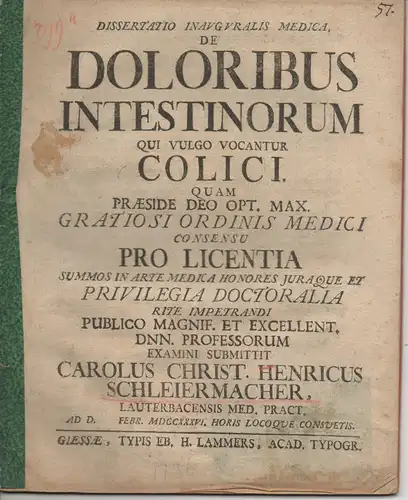 57.
DISSERTATIO INAVGVRALIS MEDICA,
DE
DOLORIBUS
INTESTINORUM
QUI VULGO VOCANTUR
COLICI.
QUAM
PRÆSIDE DEO OPT. MAX.
GRATIOSI ORDINIS MEDICI
CONSENSU
PRO LICENTIA
SUMMOS IN ARTE MEDICA HONORES JURAQUE ET
PRIVILEGIA DOCTORALIA
RITE IMPETRANDI
PUBLICO MAGNIF. ET EXCELLENT.
DNN. PROFESSORUM
EXAMINI SUBMITTIT
CAROLUS CHRIST. HENRICUS
SCHLEIERMACHER,
LAUTERBACENSIS MED. PRACT.
AD D. FEBR. MDCCXXXVI. HORIS LOCOQUE CONSUETIS.
GIESSÆ, TYPIS EB. H. LAMMERS, ACAD. TYPOGR.